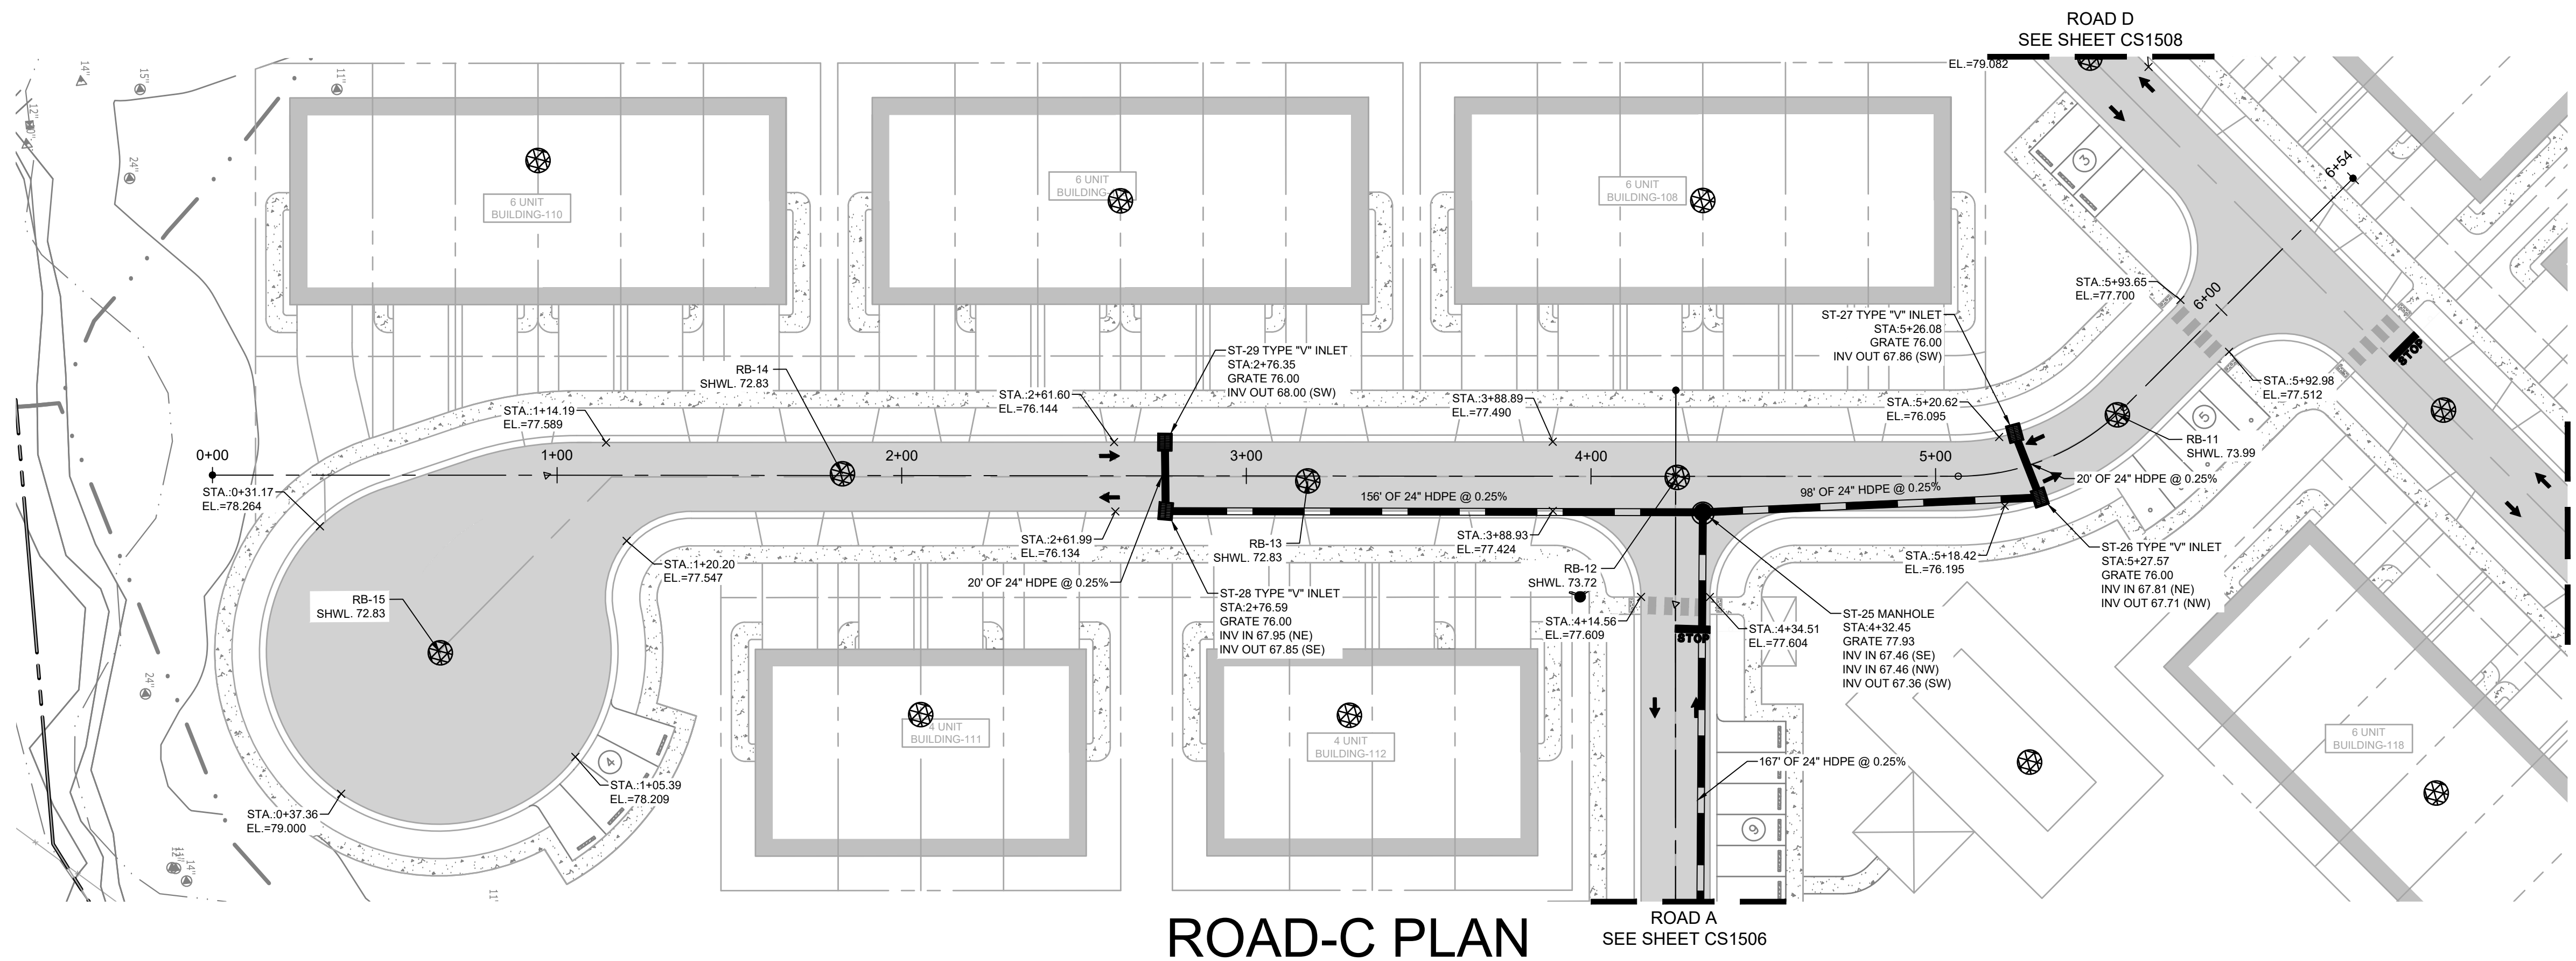 ROAD D
SEE SHEET CS1508
EL.=79.082
14"
15"
11"
12"
24"
6 UNIT
BUILDING-110
6 UNIT
BUILDING-
6 UNIT
BUILDING-108
3
6+54
6+00
STA.:5+93.65
EL.=77.700
ST-27 TYPE "V" INLET
STA:5+26.08
GRATE 76.00
INV OUT 67.86 (SW)
STOP
ST-29 TYPE "V" INLET
STA:2+76.35
GRATE 76.00
INV OUT 68.00 (SW)
RB-14
SHWL. 72.83
STA.:5+92.98
EL.=77.512
STA.:1+14.19
EL.=77.589
STA.:2+61.60
EL.=76.144
STA.:3+88.89
EL.=77.490
STA.:5+20.62
EL.=76.095
5
RB-11
SHWL. 73.99
0+00
1+00
2+00
3+00
4+00
5+00
20' OF 24" HDPE @ 0.25%
STA.:0+31.17
EL.=78.264
156' OF 24" HDPE @ 0.25%
98' OF 24" HDPE @ 0.25%
STA.:2+61.99
EL.=76.134
RB-13
SHWL. 72.83
STA.:3+88.93
EL.=77.424
STA.:5+18.42
EL.=76.195
ST-26 TYPE "V" INLET
STA:5+27.57
GRATE 76.00
INV IN 67.81 (NE)
INV OUT 67.71 (NW)
STA.:1+20.20
EL.=77.547
20' OF 24" HDPE @ 0.25%
RB-12
SHWL. 73.72
RB-15
SHWL. 72.83
ST-28 TYPE "V" INLET
STA:2+76.59
GRATE 76.00
INV IN 67.95 (NE)
INV OUT 67.85 (SE)
STA.:4+14.56
EL.=77.609
STOP
STA.:4+34.51
EL.=77.604
ST-25 MANHOLE
STA:4+32.45
GRATE 77.93
INV IN 67.46 (SE)
INV IN 67.46 (NW)
INV OUT 67.36 (SW)
24"
4 UNIT
BUILDING-111
4 UNIT
BUILDING-112
6 UNIT
BUILDING-118
4
167' OF 24" HDPE @ 0.25%
STA.:1+05.39
EL.=78.209
STA.:0+37.36
EL.=79.000
9
14"
11"
ROAD-C PLAN
ROAD A
SEE SHEET CS1506